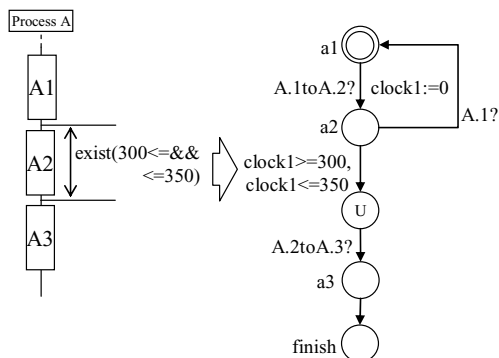 Process A
A1
A2
A3
exist(300<=&&
<=350)
a1
A.1toA.2?
clock1:=0
A.1?
a2
clock1>=300,
clock1<=350
U
A.2toA.3?
a3
finish